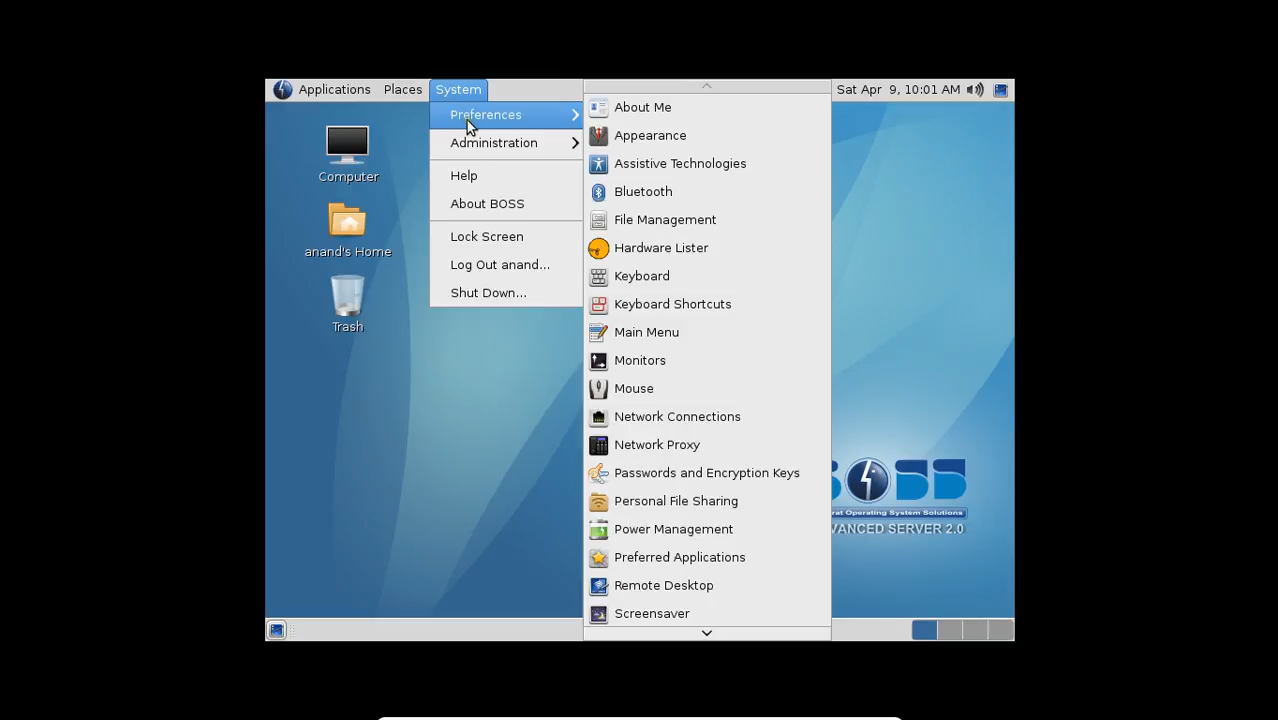 Applications Places System Sat Apr 9, 10:01 AM
Preferences
Administration
Help
About BOSS
Lock Screen
Log Out anand...
Shut Down...
About Me
Appearance
Assistive Technologies
Bluetooth
File Management
Hardware Lister
Keyboard
Keyboard Shortcuts
Main Menu
Monitors
Mouse
Network Connections
Network Proxy
Passwords and Encryption Keys
Personal File Sharing
Power Management
Preferred Applications
Remote Desktop
Screensaver
Computer
anand's Home
Trash
Operating System Solutions
SERVER 2.0